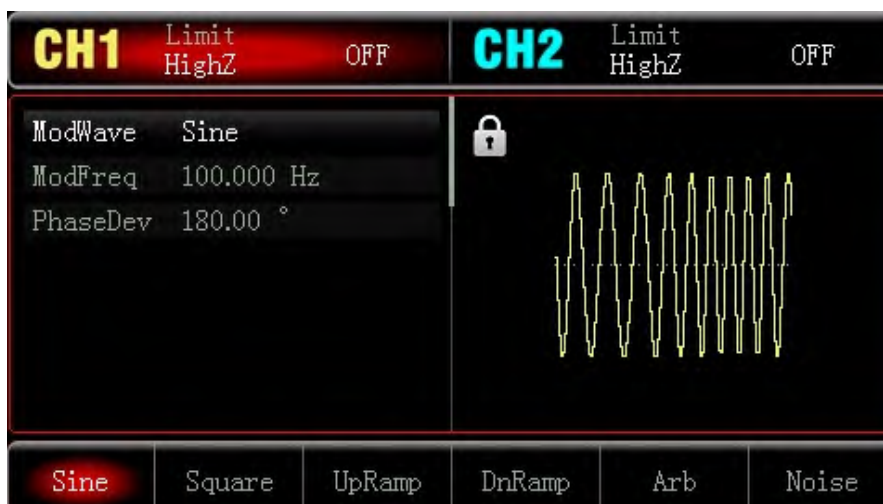 CH1 Limit HighZ OFF
CH2 Limit HighZ OFF
ModWave Sine
ModFreq 100.000 Hz
PhaseDev 180.00 °
Sine Square UpRamp DnRamp Arb Noise